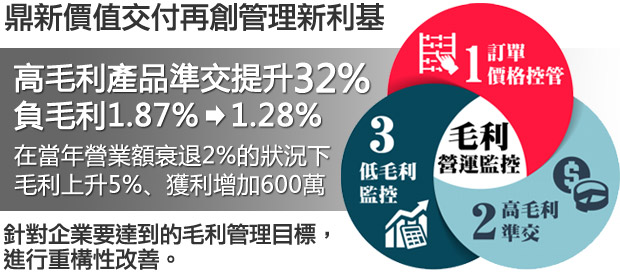 鼎新價值交付再創管理新利基
高毛利產品準交提升32%
負毛利1.87%➡1.28%
在當年營業額衰退2%的狀況下
毛利上升5%、獲利增加600萬
針對企業要達到的毛利管理目標，
進行重構性改善。
1 訂單
價格控管
毛利
營運監控
2 高毛利
準交
3
低毛利
監控
$